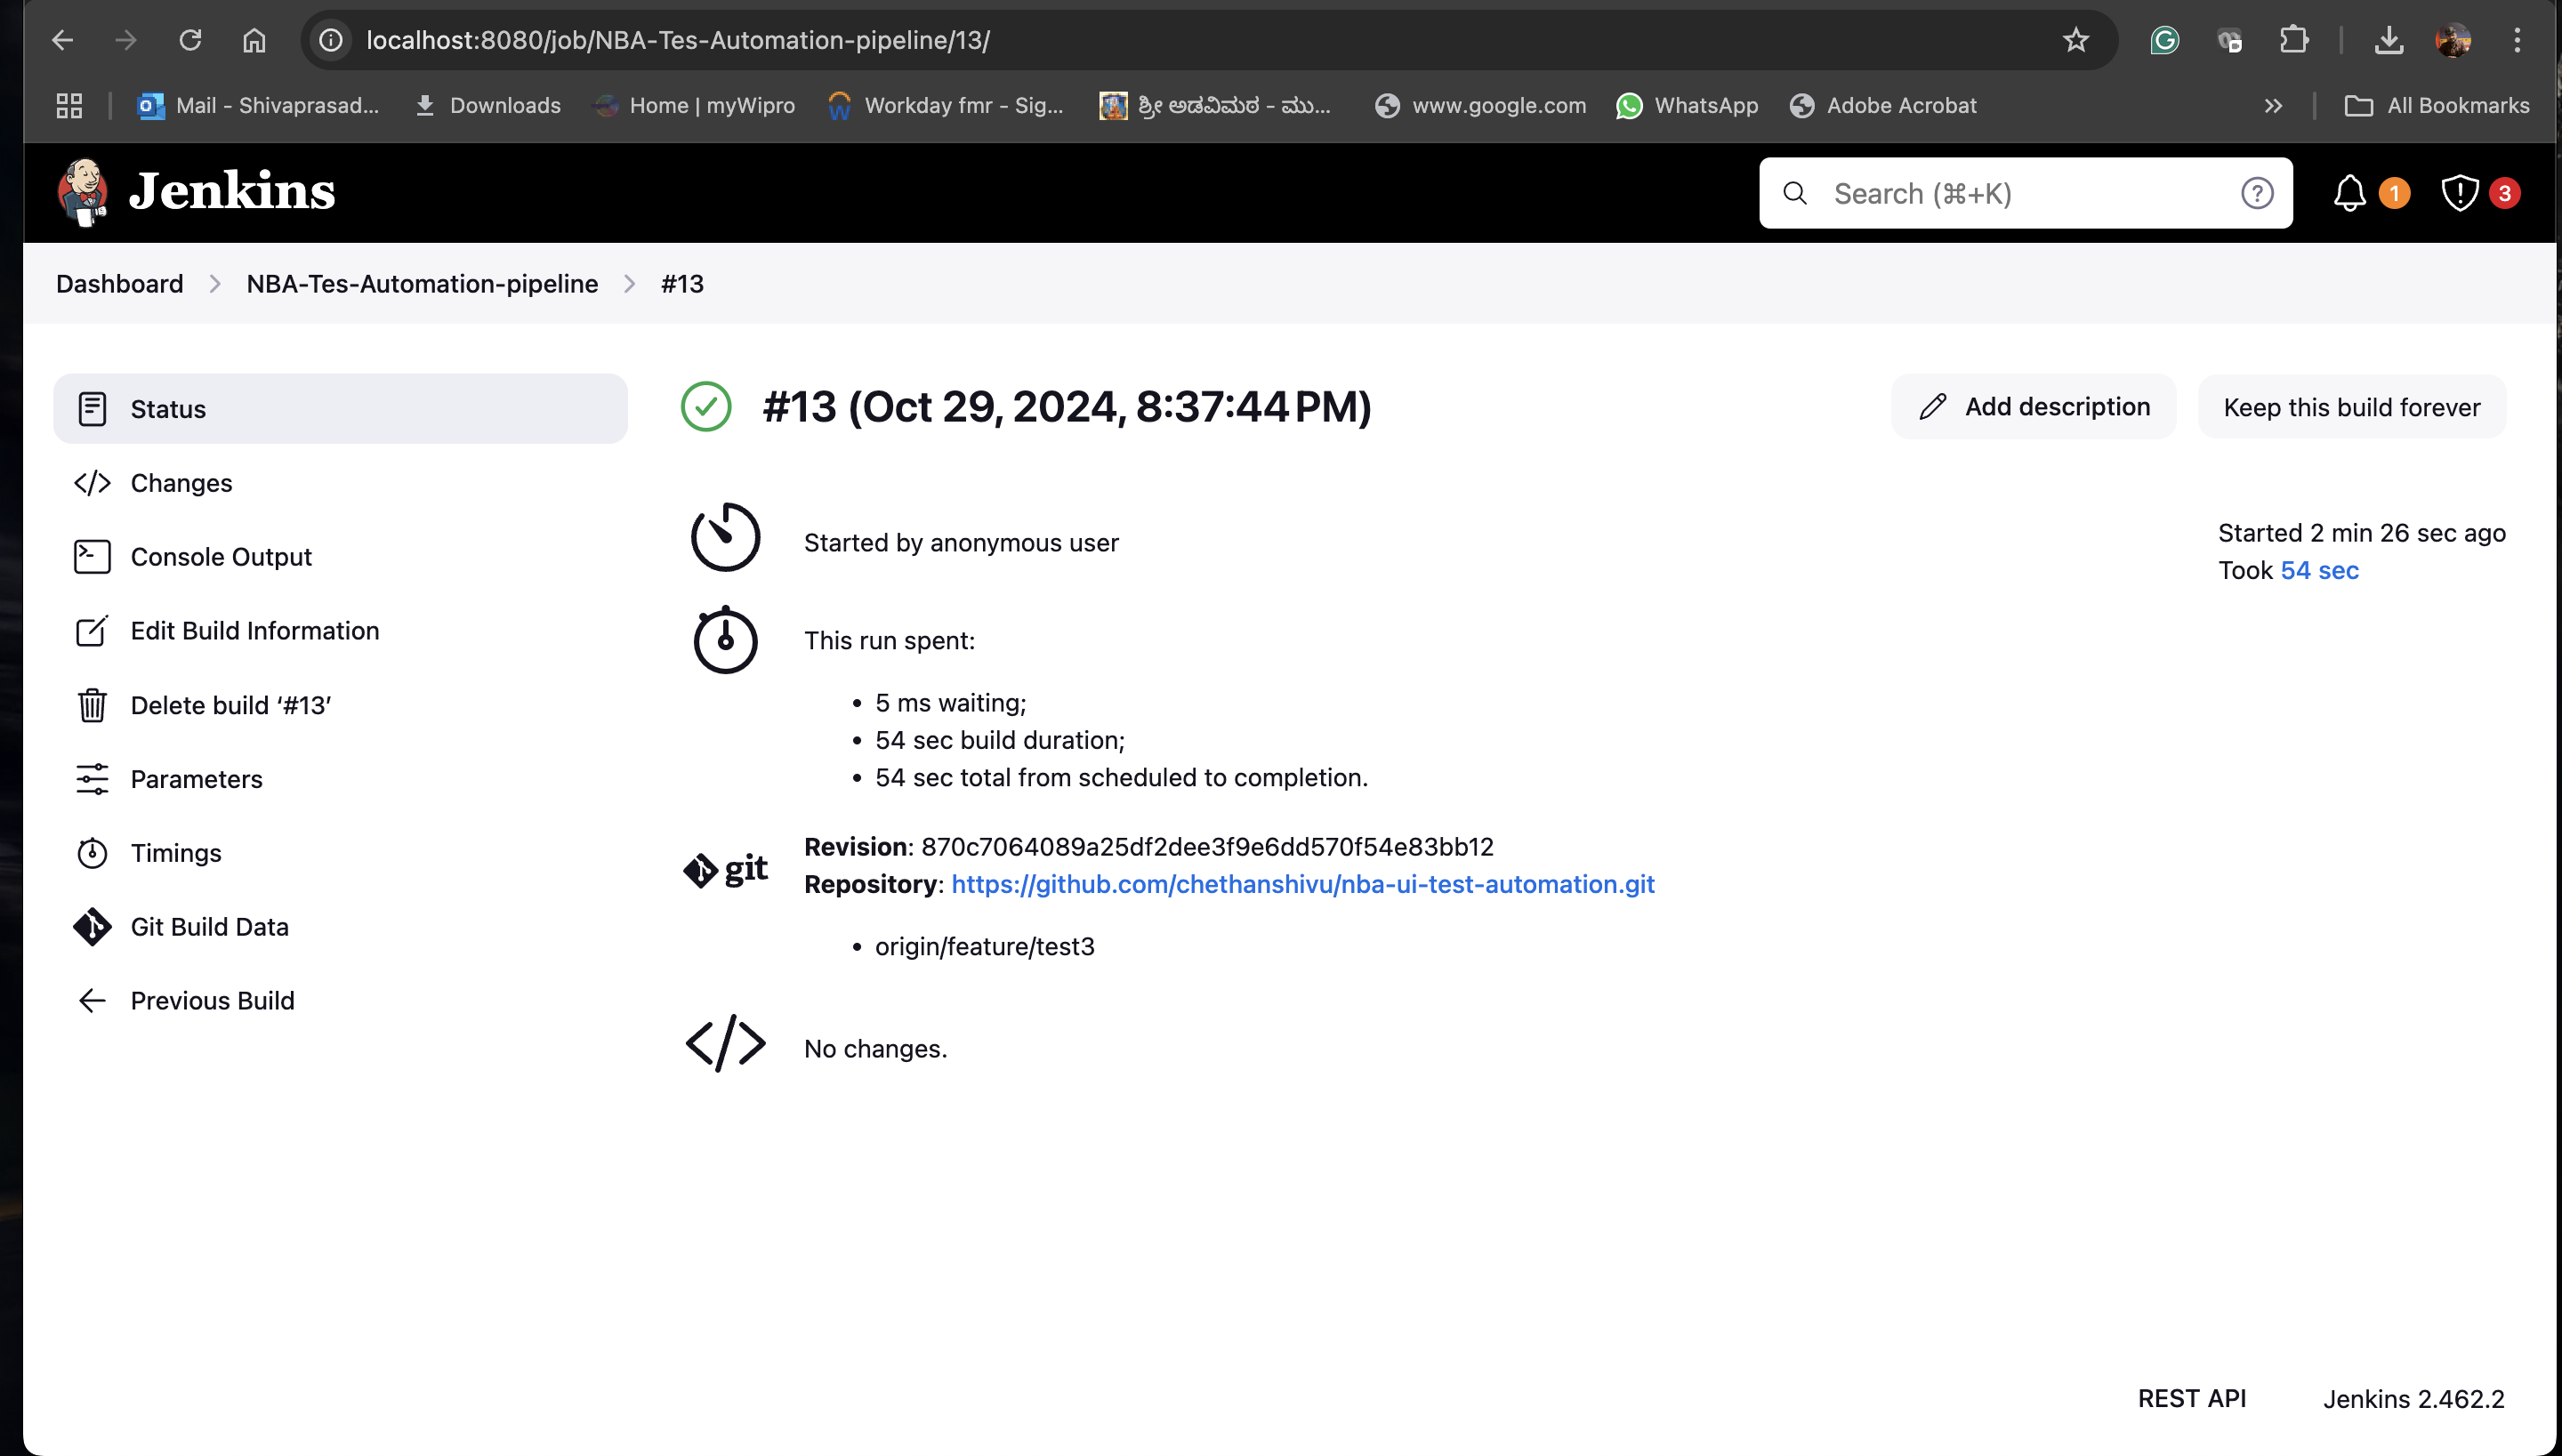 localhost:8080/job/NBA-Tes-Automation-pipeline/13/
Mail - Shivaprasad... Downloads Home | myWipro Workday fmr - Sig... ಶ್ರೀ ಅಡವಿಮಠ - ಮು... www.google.com WhatsApp Adobe Acrobat All Bookmarks
Jenkins
Search (⌘+K)
1
3
Dashboard NBA-Tes-Automation-pipeline #13
Status
Changes
Console Output
Edit Build Information
Delete build ‘#13’
Parameters
Timings
Git Build Data
Previous Build
#13 (Oct 29, 2024, 8:37:44 PM)
Add description
Keep this build forever
Started by anonymous user
Started 2 min 26 sec ago
Took 54 sec
This run spent:
• 5 ms waiting;
• 54 sec build duration;
• 54 sec total from scheduled to completion.
git
Revision: 870c7064089a25df2dee3f9e6dd570f54e83bb12
Repository: https://github.com/chethanshivu/nba-ui-test-automation.git
• origin/feature/test3
No changes.
REST API
Jenkins 2.462.2